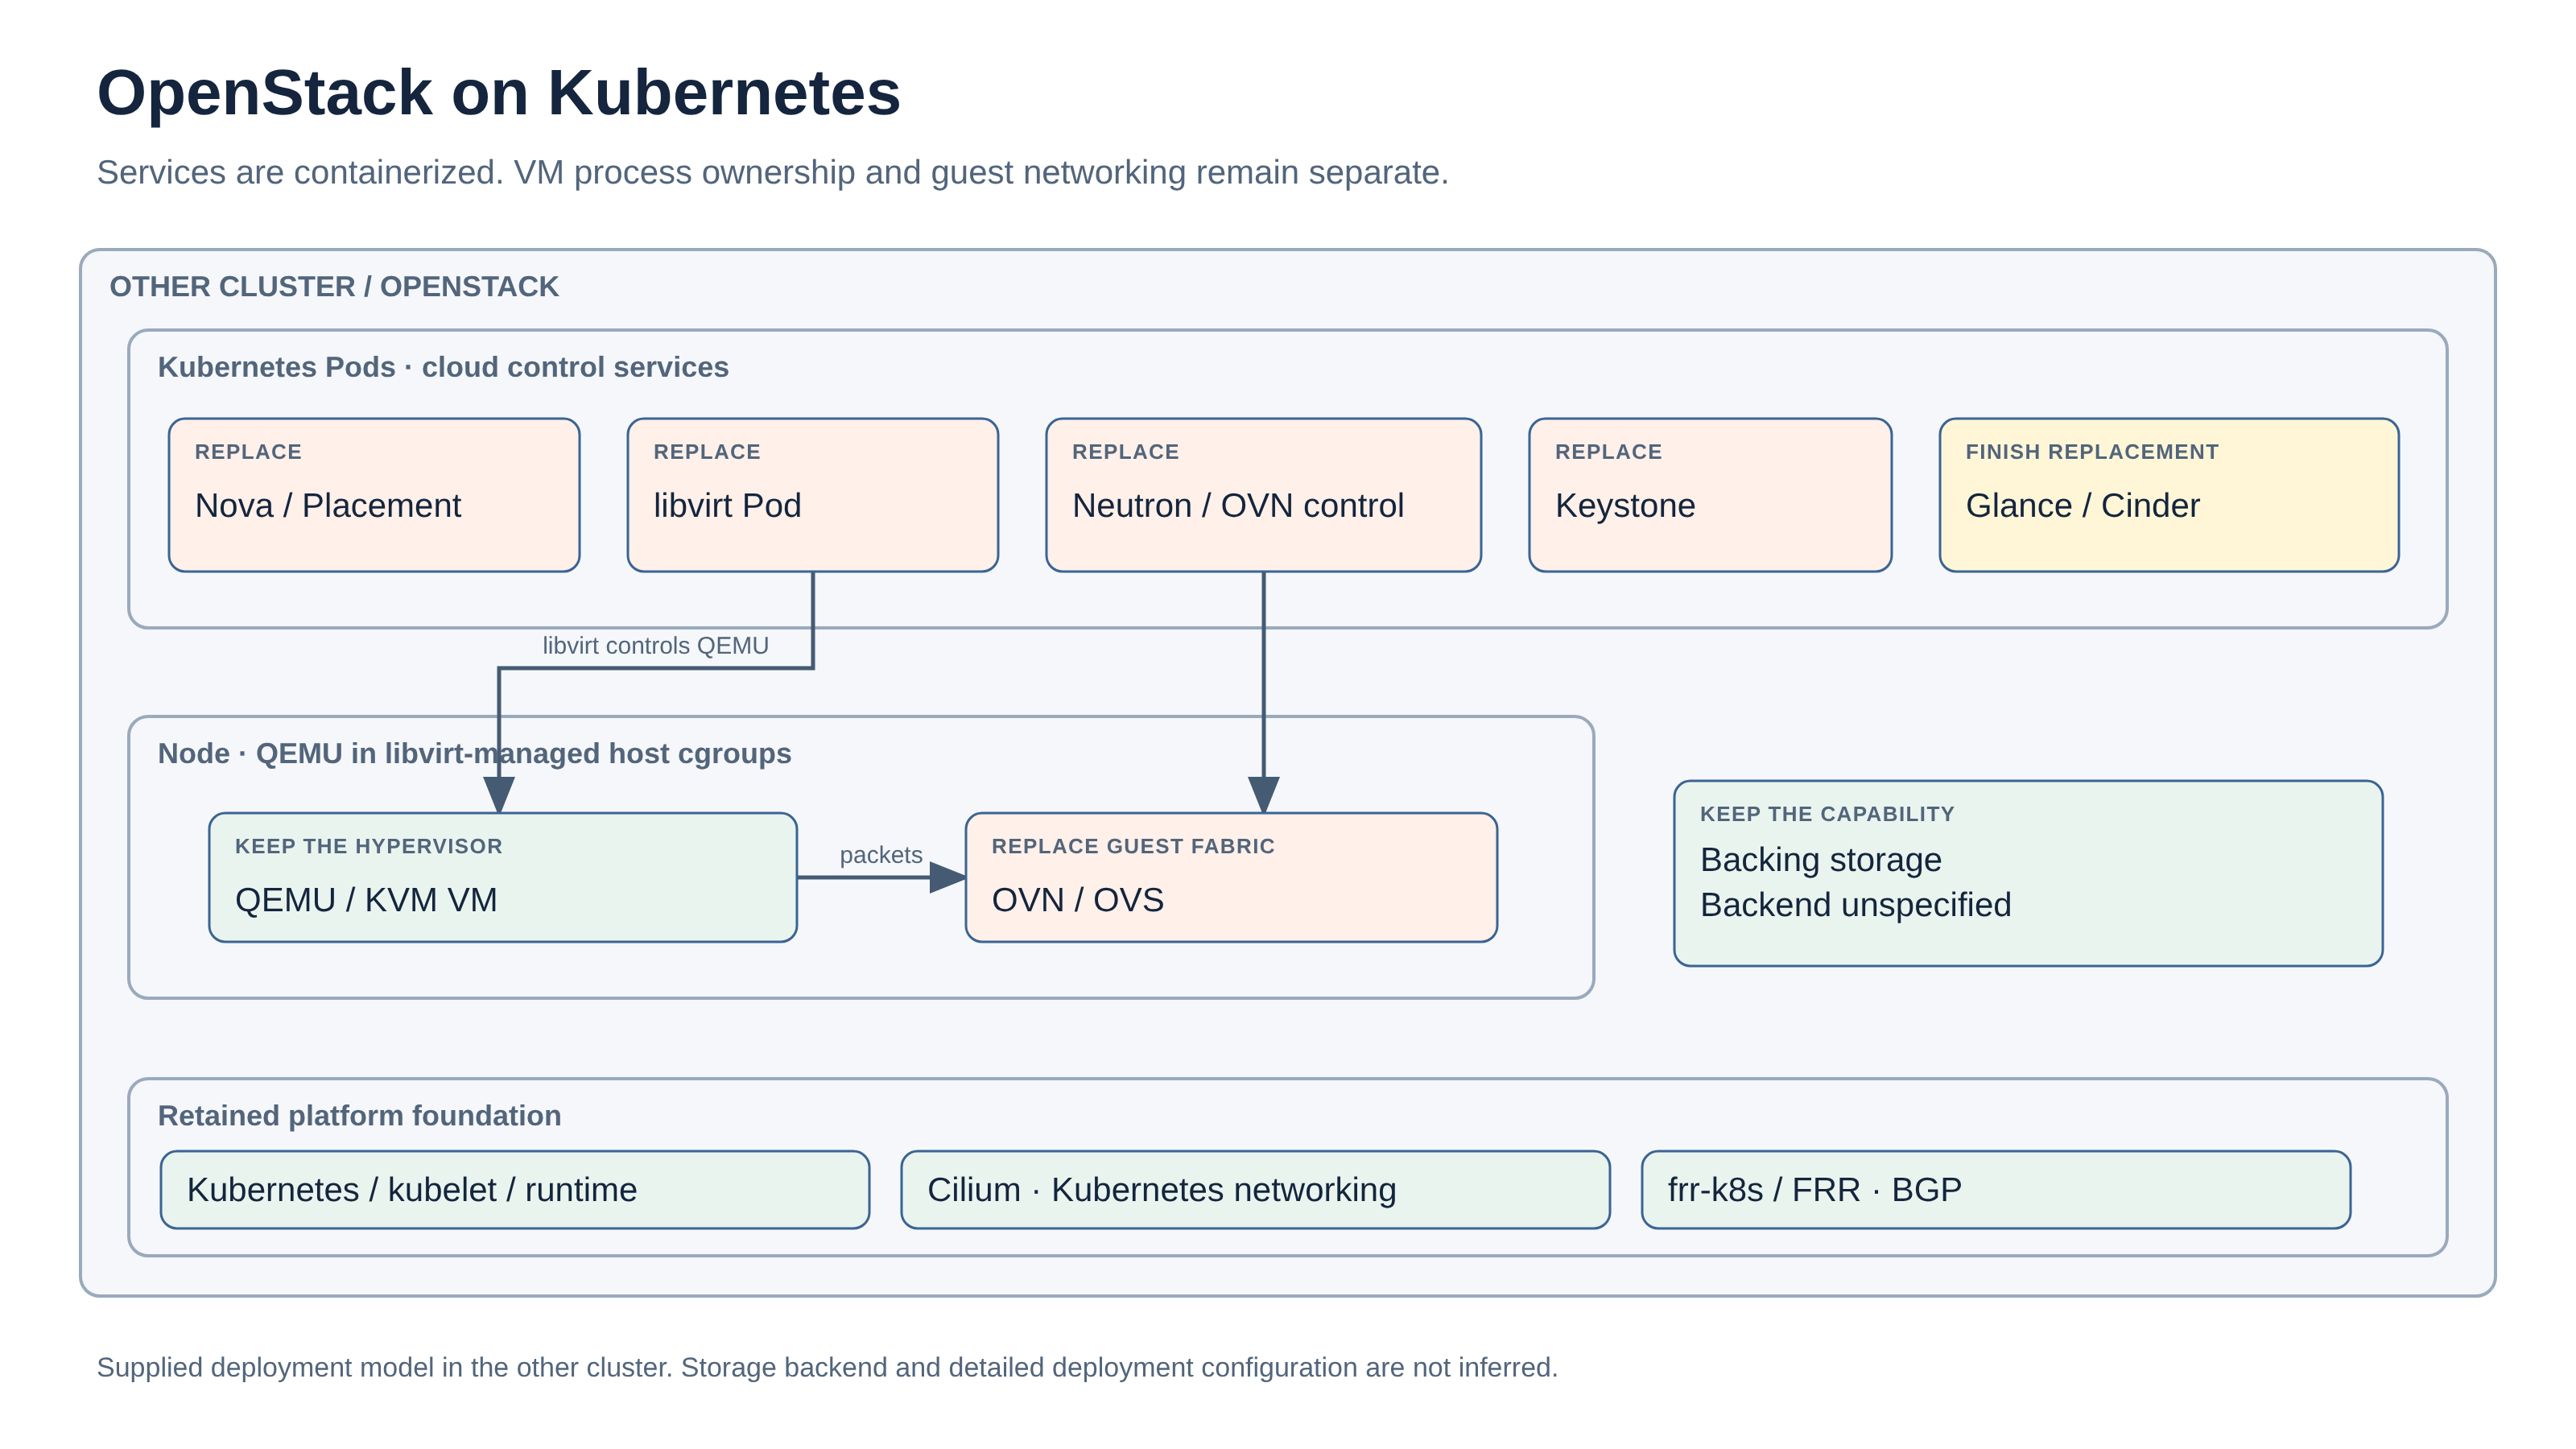 OpenStack on Kubernetes
Services are containerized. VM process ownership and guest networking remain separate.
OTHER CLUSTER / OPENSTACK
Kubernetes Pods · cloud control services
REPLACE
Nova / Placement
REPLACE
libvirt Pod
REPLACE
Neutron / OVN control
REPLACE
Keystone
FINISH REPLACEMENT
Glance / Cinder
libvirt controls QEMU
Node · QEMU in libvirt-managed host cgroups
KEEP THE HYPERVISOR
QEMU / KVM VM
packets
REPLACE GUEST FABRIC
OVN / OVS
KEEP THE CAPABILITY
Backing storage
Backend unspecified
Retained platform foundation
Kubernetes / kubelet / runtime
Cilium · Kubernetes networking
frr-k8s / FRR · BGP
Supplied deployment model in the other cluster. Storage backend and detailed deployment configuration are not inferred.